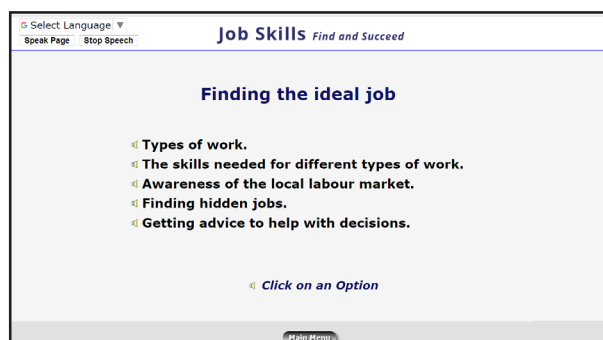 G Select Language ▼
Speak Page Stop Speech
Job Skills Find and Succeed
Finding the ideal job
Types of work.
The skills needed for different types of work.
Awareness of the local labour market.
Finding hidden jobs.
Getting advice to help with decisions.
Click on an Option
Main Menu